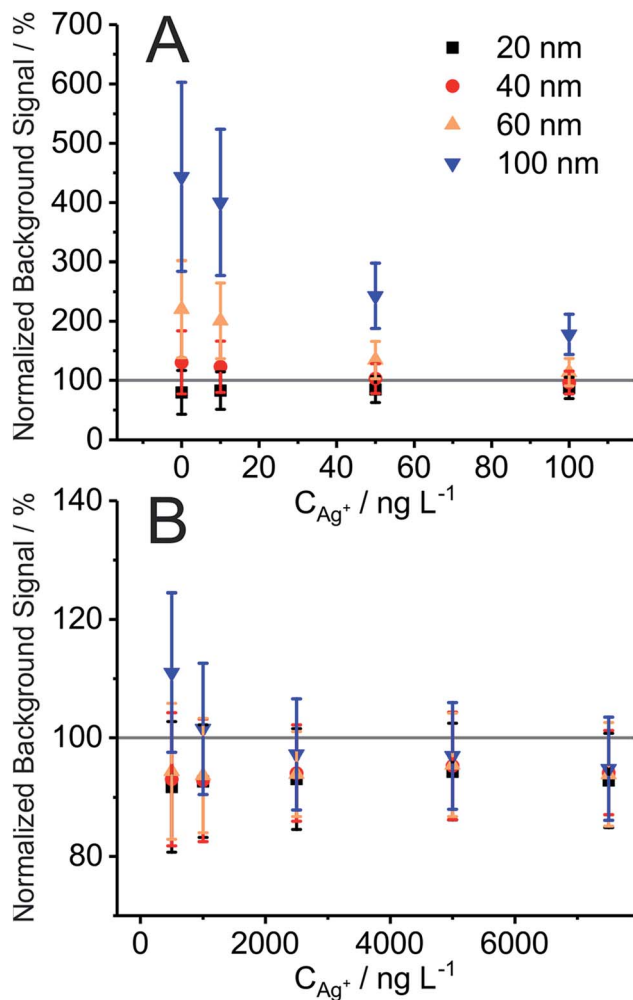 A
Normalized Background Signal / %
700
600
500
400
300
200
100
0
20 nm
40 nm
60 nm
100 nm
0 20 40 60 80 100
C_Ag⁺ / ng L⁻¹
B
Normalized Background Signal / %
140
120
100
80
0 2000 4000 6000
C_Ag⁺ / ng L⁻¹